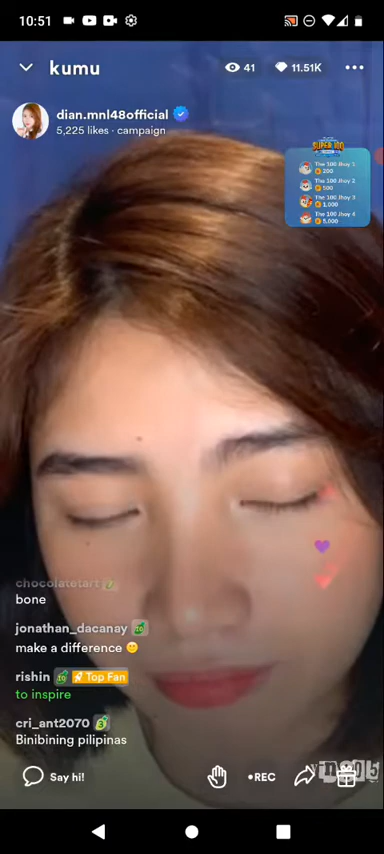 10:51
kumu
41
11.51K
dian.mnl48official
5,225 likes · campaign
SUPER 100
The 100 Jhoy 1
200
The 100 Jhoy 2
500
The 100 Jhoy 3
1,000
The 100 Jhoy 4
5,000
chocolatetart
bone
jonathan_dacanay
make a difference
rishin Top Fan
to inspire
cri_ant2070
Binibining pilipinas
Say hi!
•REC